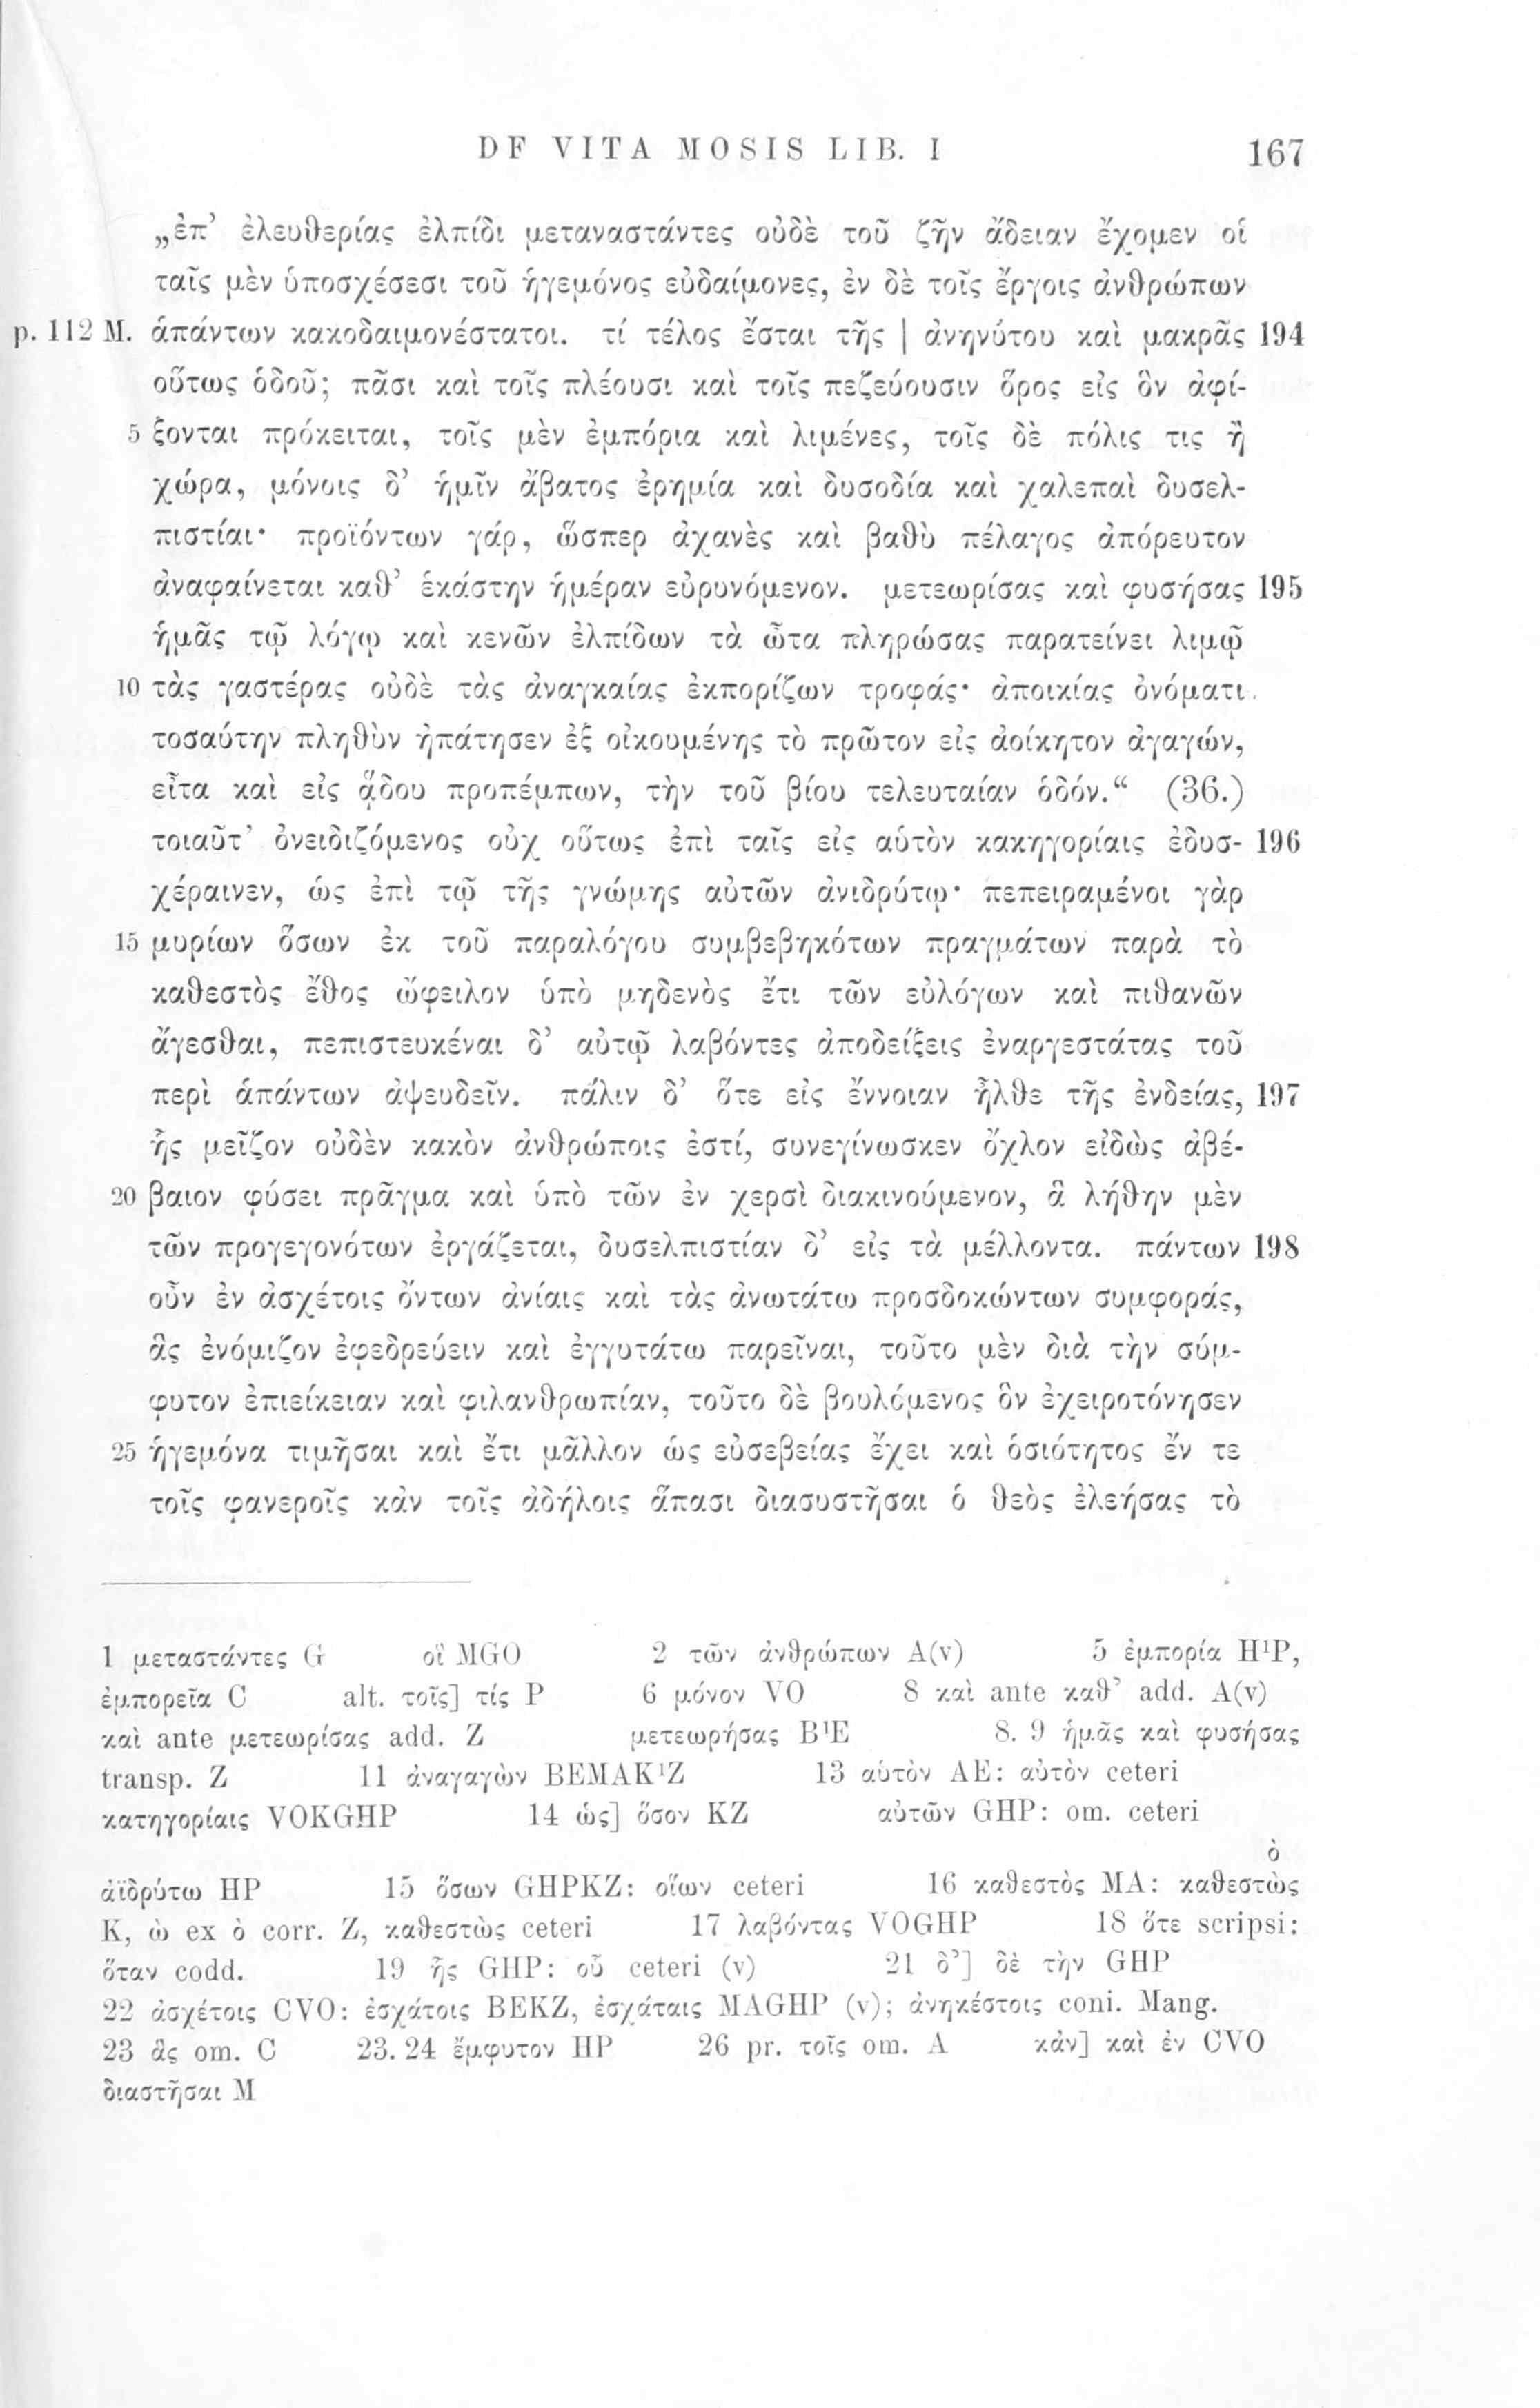 DE VITA MOSIS LIB. I 167
„ἐπ’ ἐλευθερίας ἐλπίδι μεταναστάντες οὐδὲ τοῦ ζῆν ἄδειαν ἔχομεν οἱ
ταῖς μὲν ὑποσχέσεσι τοῦ ἡγεμόνος εὐδαίμονες, ἐν δὲ τοῖς ἔργοις ἀνθρώπων
p. 112 M. ἁπάντων κακοδαιμονέστατοι. τί τέλος ἔσται τῆς | ἀνηνύτου καὶ μακρᾶς 194
οὕτως ὁδοῦ; πᾶσι καὶ τοῖς πλέουσι καὶ τοῖς πεζεύουσιν ὅρος εἰς ὃν ἀφί-
5 ξονται πρόκειται, τοῖς μὲν ἐμπόρια καὶ λιμένες, τοῖς δὲ πόλις τις ἢ
χώρα, μόνοις δ’ ἡμῖν ἄβατος ἐρημία καὶ δυσοδία καὶ χαλεπαὶ δυσελ-
πιστίαι· προϊόντων γάρ, ὥσπερ ἀχανὲς καὶ βαθὺ πέλαγος ἀπόρευτον
ἀναφαίνεται καθ’ ἑκάστην ἡμέραν εὐρυνόμενον. μετεωρίσας καὶ φυσήσας 195
ἡμᾶς τῷ λόγῳ καὶ κενῶν ἐλπίδων τὰ ὦτα πληρώσας παρατείνει λιμῷ
10 τὰς γαστέρας οὐδὲ τὰς ἀναγκαίας ἐκπορίζων τροφάς· ἀποικίας ὀνόματι
τοσαύτην πληθὺν ἠπάτησεν ἐξ οἰκουμένης τὸ πρῶτον εἰς ἀοίκητον ἀγαγών,
εἶτα καὶ εἰς ᾅδου προπέμπων, τὴν τοῦ βίου τελευταίαν ὁδόν.“ (36.)
τοιαῦτ’ ὀνειδιζόμενος οὐχ οὕτως ἐπὶ ταῖς εἰς αὑτὸν κακηγορίαις ἐδυσ- 196
χέραινεν, ὡς ἐπὶ τῷ τῆς γνώμης αὐτῶν ἀνιδρύτῳ· πεπειραμένοι γὰρ
15 μυρίων ὅσων ἐκ τοῦ παραλόγου συμβεβηκότων πραγμάτων παρὰ τὸ
καθεστὸς ἔθος ὤφειλον ὑπὸ μηδενὸς ἔτι τῶν εὐλόγων καὶ πιθανῶν
ἄγεσθαι, πεπιστευκέναι δ’ αὐτῷ λαβόντες ἀποδείξεις ἐναργεστάτας τοῦ
περὶ ἁπάντων ἀψευδεῖν. πάλιν δ’ ὅτε εἰς ἔννοιαν ἦλθε τῆς ἐνδείας, 197
ἧς μεῖζον οὐδὲν κακὸν ἀνθρώποις ἐστί, συνεγίνωσκεν ὄχλον εἰδὼς ἀβέ-
20 βαιον φύσει πρᾶγμα καὶ ὑπὸ τῶν ἐν χερσὶ διακινούμενον, ἃ λήθην μὲν
τῶν προγεγονότων ἐργάζεται, δυσελπιστίαν δ’ εἰς τὰ μέλλοντα. πάντων 198
οὖν ἐν ἀσχέτοις ὄντων ἀνίαις καὶ τὰς ἀνωτάτω προσδοκώντων συμφοράς,
ἃς ἐνόμιζον ἐφεδρεύειν καὶ ἐγγυτάτω παρεῖναι, τοῦτο μὲν διὰ τὴν σύμ-
φυτον ἐπιείκειαν καὶ φιλανθρωπίαν, τοῦτο δὲ βουλόμενος ὃν ἐχειροτόνησεν
25 ἡγεμόνα τιμῆσαι καὶ ἔτι μᾶλλον ὡς εὐσεβείας ἔχει καὶ ὁσιότητος ἔν τε
τοῖς φανεροῖς κἀν τοῖς ἀδήλοις ἅπασι διασυστῆσαι ὁ θεὸς ἐλεήσας τὸ
1 μεταστάντες G οἳ MGO 2 τῶν ἀνθρώπων A(v) 5 ἐμπορία H¹P,
ἐμπορεῖα C alt. τοῖς] τίς P 6 μόνον VO 8 καὶ ante καθ’ add. A(v)
καὶ ante μετεωρίσας add. Z μετεωρήσας B¹E 8. 9 ἡμᾶς καὶ φυσήσας
transp. Z 11 ἀναγαγὼν BEMAK¹Z 13 αὑτὸν AE: αὐτὸν ceteri
κατηγορίαις VOKGHP 14 ὡς] ὅσον KZ αὐτῶν GHP: om. ceteri
ὸ
ἀϊδρύτω HP 15 ὅσων GHPKZ: οἵων ceteri 16 καθεστὸς MA: καθεστὼς
K, ὼ ex ὸ corr. Z, καθεστὼς ceteri 17 λαβόντας VOGHP 18 ὅτε scripsi:
ὅταν codd. 19 ἧς GHP: οὗ ceteri (v) 21 δ’] δὲ τὴν GHP
22 ἀσχέτοις CVO: ἐσχάτοις BEKZ, ἐσχάταις MAGHP (v); ἀνηκέστοις coni. Mang.
23 ἃς om. C 23. 24 ἔμφυτον HP 26 pr. τοῖς om. A κἀν] καὶ ἐν CVO
διαστῆσαι M